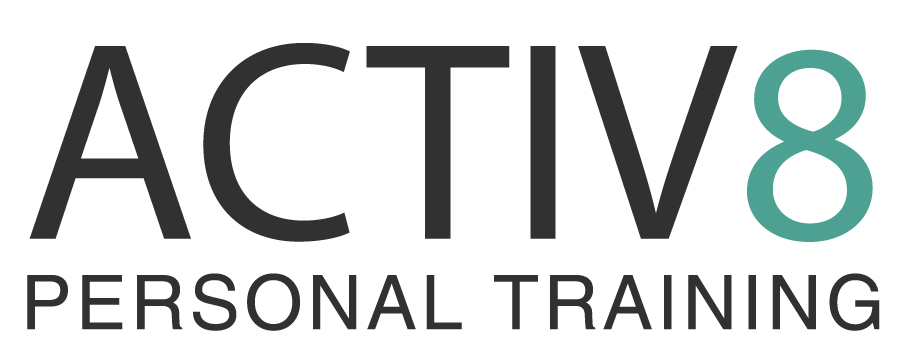 ACTIV8
PERSONAL TRAINING